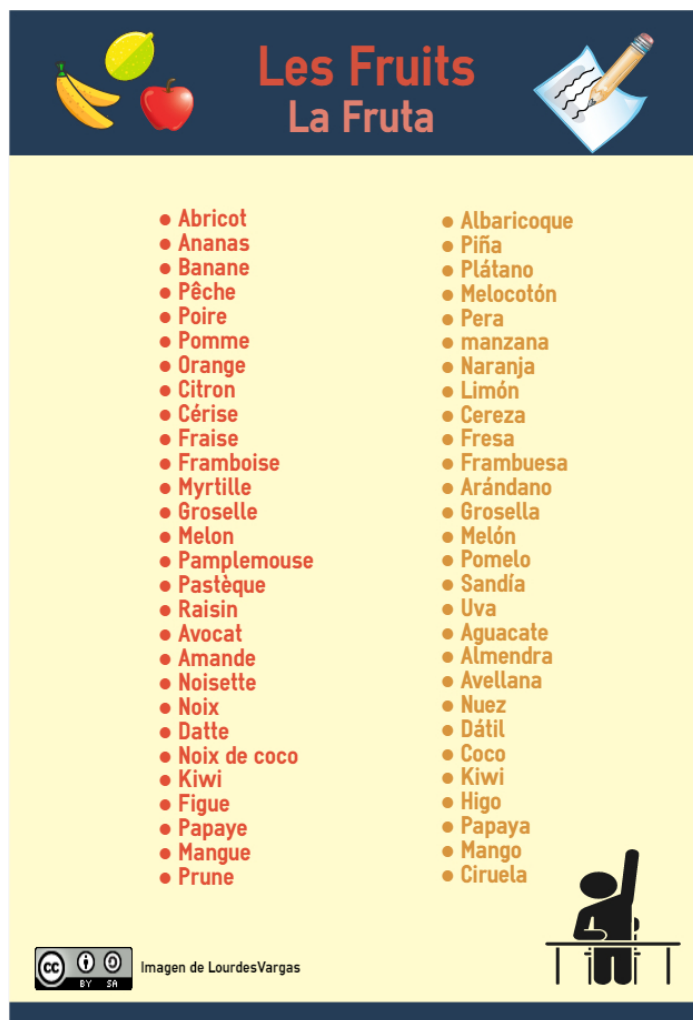 Les Fruits
La Fruta
Abricot
Ananas
Banane
Pêche
Poire
Pomme
Orange
Citron
Cérise
Fraise
Framboise
Myrtille
Groselle
Melon
Pamplemouse
Pastèque
Raisin
Avocat
Amande
Noisette
Noix
Datte
Noix de coco
Kiwi
Figue
Papaye
Mangue
Prune
Albaricoque
Piña
Plátano
Melocotón
Pera
manzana
Naranja
Limón
Cereza
Fresa
Frambuesa
Arándano
Grosella
Melón
Pomelo
Sandía
Uva
Aguacate
Almendra
Avellana
Nuez
Dátil
Coco
Kiwi
Higo
Papaya
Mango
Ciruela
cc BY SA
Imagen de LourdesVargas